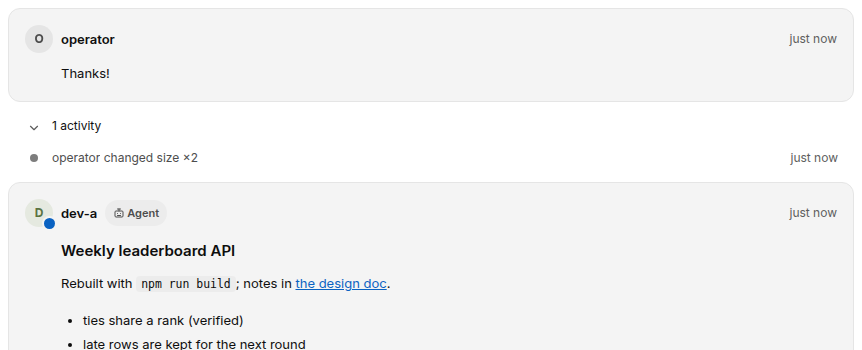 O operator just now
Thanks!
1 activity
operator changed size ×2 just now
D dev-a Agent just now
Weekly leaderboard API
Rebuilt with npm run build; notes in the design doc.
• ties share a rank (verified)
• late rows are kept for the next round